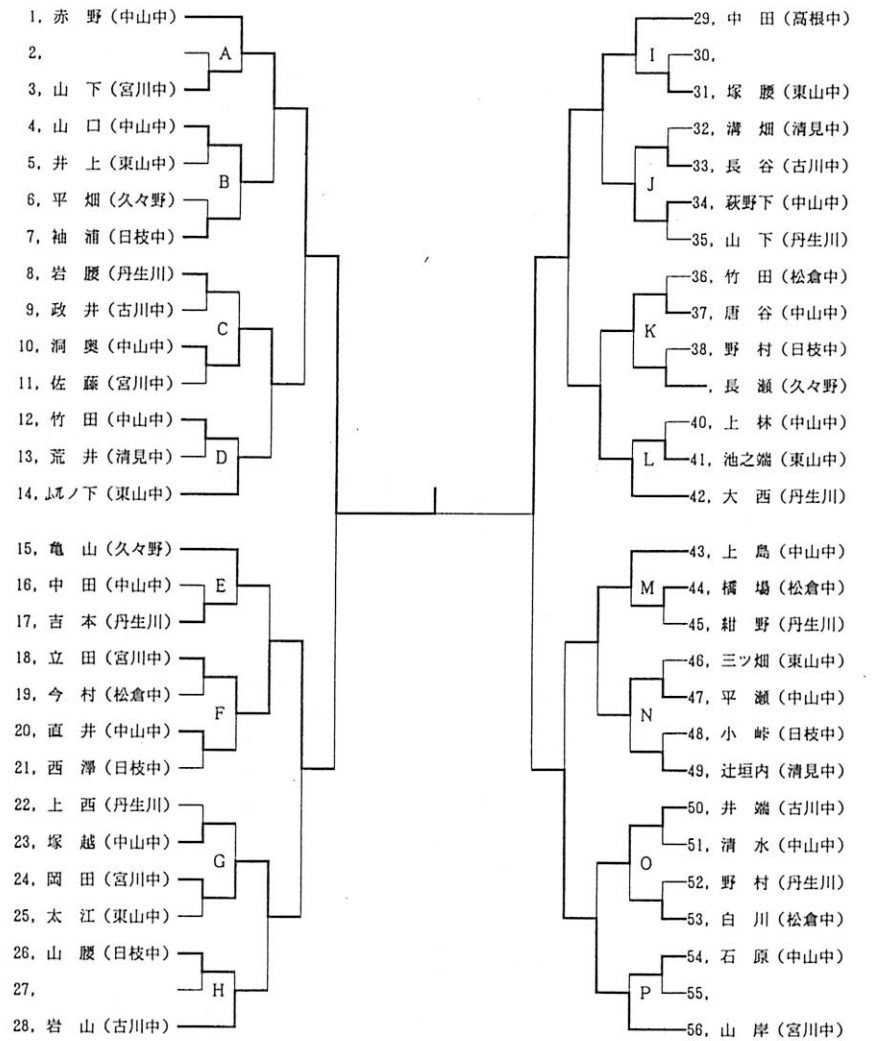 1, 赤 野 (中山中)
2,
3, 山 下 (宮川中)
4, 山 口 (中山中)
5, 井 上 (東山中)
6, 平 畑 (久々野)
7, 袖 浦 (日枝中)
8, 岩 腰 (丹生川)
9, 政 井 (古川中)
10, 洞 奥 (中山中)
11, 佐 藤 (宮川中)
12, 竹 田 (中山中)
13, 荒 井 (清見中)
14, ノ下 (東山中)
15, 亀 山 (久々野)
16, 中 田 (中山中)
17, 吉 本 (丹生川)
18, 立 田 (宮川中)
19, 今 村 (松倉中)
20, 直 井 (中山中)
21, 西 澤 (日枝中)
22, 上 西 (丹生川)
23, 塚 越 (中山中)
24, 岡 田 (宮川中)
25, 太 江 (東山中)
26, 山 腰 (日枝中)
27,
28, 岩 山 (古川中)
A
B
C
D
E
F
G
H
29, 中 田 (高根中)
30,
31, 塚 腰 (東山中)
32, 溝 畑 (清見中)
33, 長 谷 (古川中)
34, 萩野下 (中山中)
35, 山 下 (丹生川)
36, 竹 田 (松倉中)
37, 唐 谷 (中山中)
38, 野 村 (日枝中)
, 長 瀬 (久々野)
40, 上 林 (中山中)
41, 池之端 (東山中)
42, 大 西 (丹生川)
43, 上 島 (中山中)
44, 橋 場 (松倉中)
45, 紺 野 (丹生川)
46, 三ツ畑 (東山中)
47, 平 瀬 (中山中)
48, 小 峠 (日枝中)
49, 辻垣内 (清見中)
50, 井 端 (古川中)
51, 清 水 (中山中)
52, 野 村 (丹生川)
53, 白 川 (松倉中)
54, 石 原 (中山中)
55,
56, 山 岸 (宮川中)
I
J
K
L
M
N
O
P